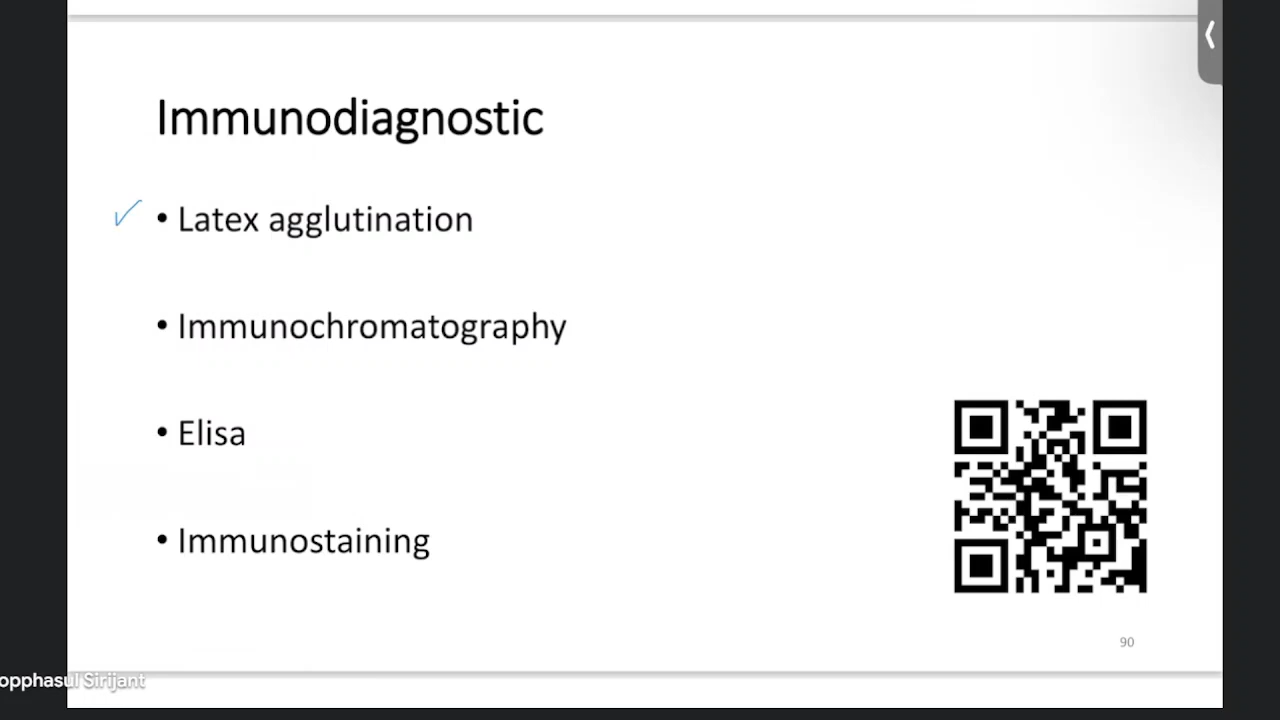 Immunodiagnostic
• Latex agglutination
• Immunochromatography
• Elisa
• Immunostaining
90
opphasul Sirijant